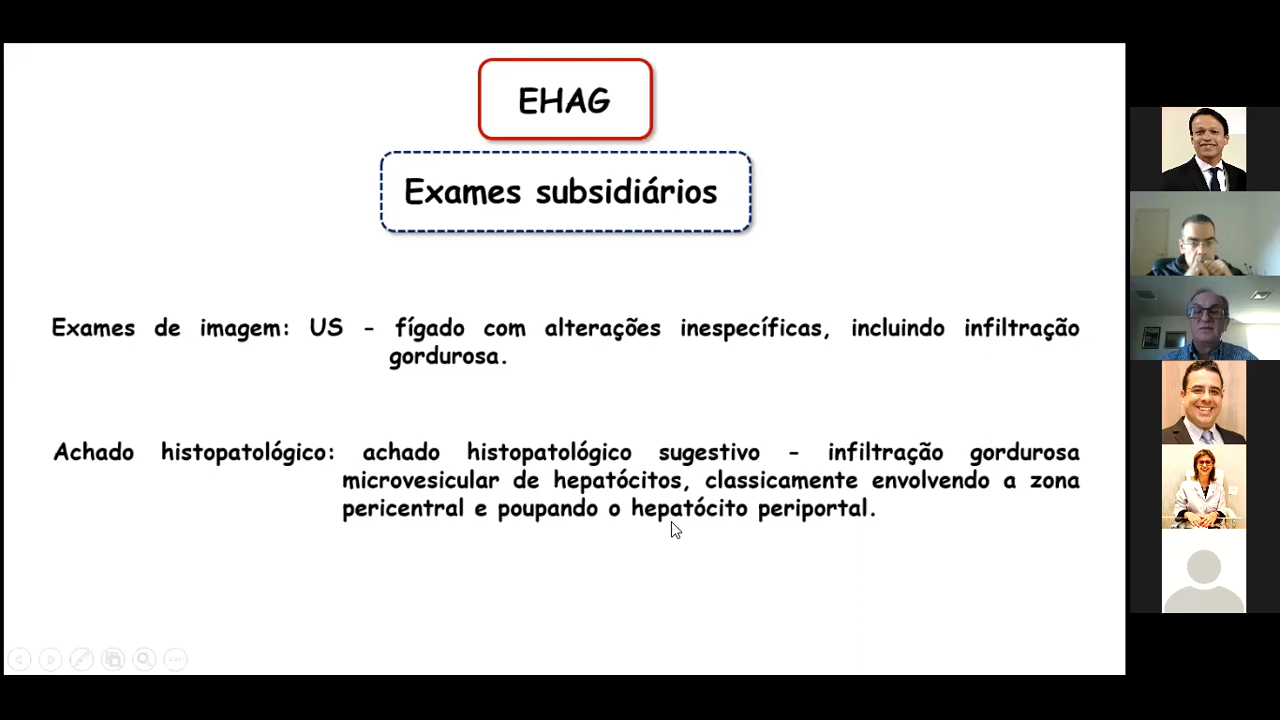 EHAG
Exames subsidiários
Exames de imagem: US - fígado com alterações inespecíficas, incluindo infiltração
gordurosa.
Achado histopatológico: achado histopatológico sugestivo - infiltração gordurosa
microvesicular de hepatócitos, classicamente envolvendo a zona
pericentral e poupando o hepatócito periportal.